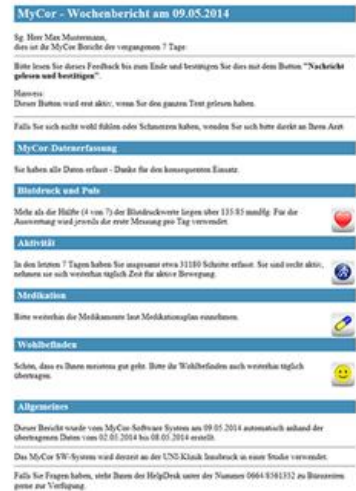 MyCor - Wochenbericht am 09.05.2014
Sg. Herr Max Mustermann,
dies ist ihr MyCor Bericht der vergangenen 7 Tage:
Bitte lesen Sie dieses Feedback bis zum Ende und bestätigen Sie dies mit dem Button "Nachricht
gelesen und bestätigen".
Hinweis:
Dieser Button wird erst aktiv, wenn Sie den ganzen Text gelesen haben.
Falls Sie sich nicht wohl fühlen oder Schmerzen haben, wenden Sie sich bitte direkt an Ihren Arzt.
MyCor-Datenerfassung
Sie haben alle Daten erfasst - Danke für den konsequenten Einsatz.
Blutdruck und Puls
Mehr als die Hälfte (4 von 7) der Blutdruckwerte liegen über 135/85 mmHg. Für die
Auswertung wird jeweils die erste Messung pro Tag verwendet.
Aktivität
In den letzten 7 Tagen haben Sie insgesamt etwa 31180 Schritte erfasst. Sie sind recht aktiv,
nehmen sie sich weiterhin täglich Zeit für aktive Bewegung.
Medikation
Bitte weiterhin die Medikamente laut Medikationsplan einnehmen.
Wohlbefinden
Schön, dass es Ihnen meistens gut geht. Bitte ihr Wohlbefinden auch weiterhin täglich
übertragen.
Allgemeines
Dieser Bericht wurde vom MyCor-Software System am 09.05.2014 automatisch anhand der
übertragenen Daten vom 02.05.2014 bis 08.05.2014 erstellt.
Das MyCor SW-System wird derzeit an der UNI-Klinik Innsbruck in einer Studie verwendet.
Falls Sie Fragen haben, steht Ihnen der HelpDesk unter der Nummer 0664/8561352 zu Bürozeiten
gerne zur Verfügung.